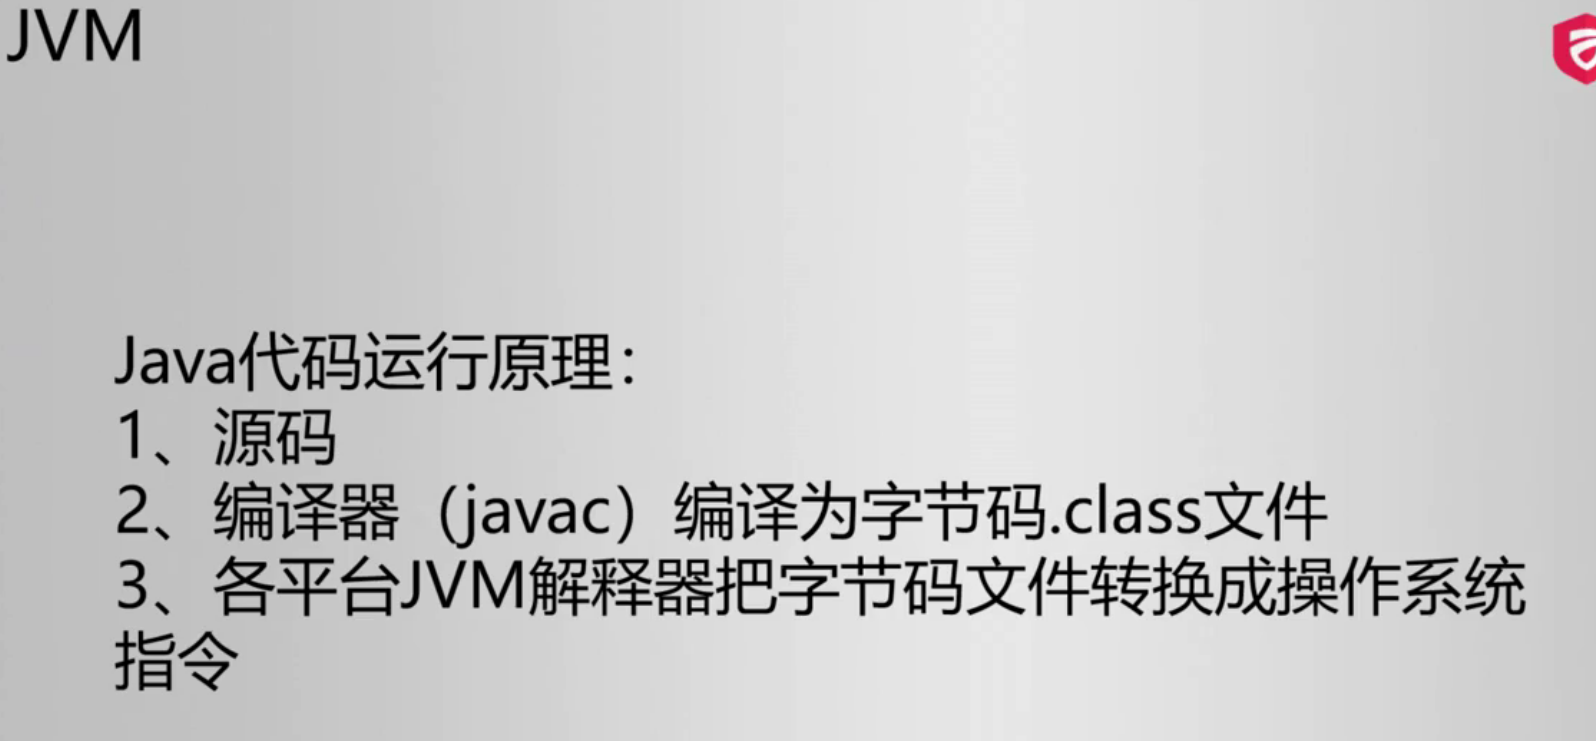 JVM
Java代码运行原理：
1、源码
2、编译器（javac）编译为字节码.class文件
3、各平台JVM解释器把字节码文件转换成操作系统
指令